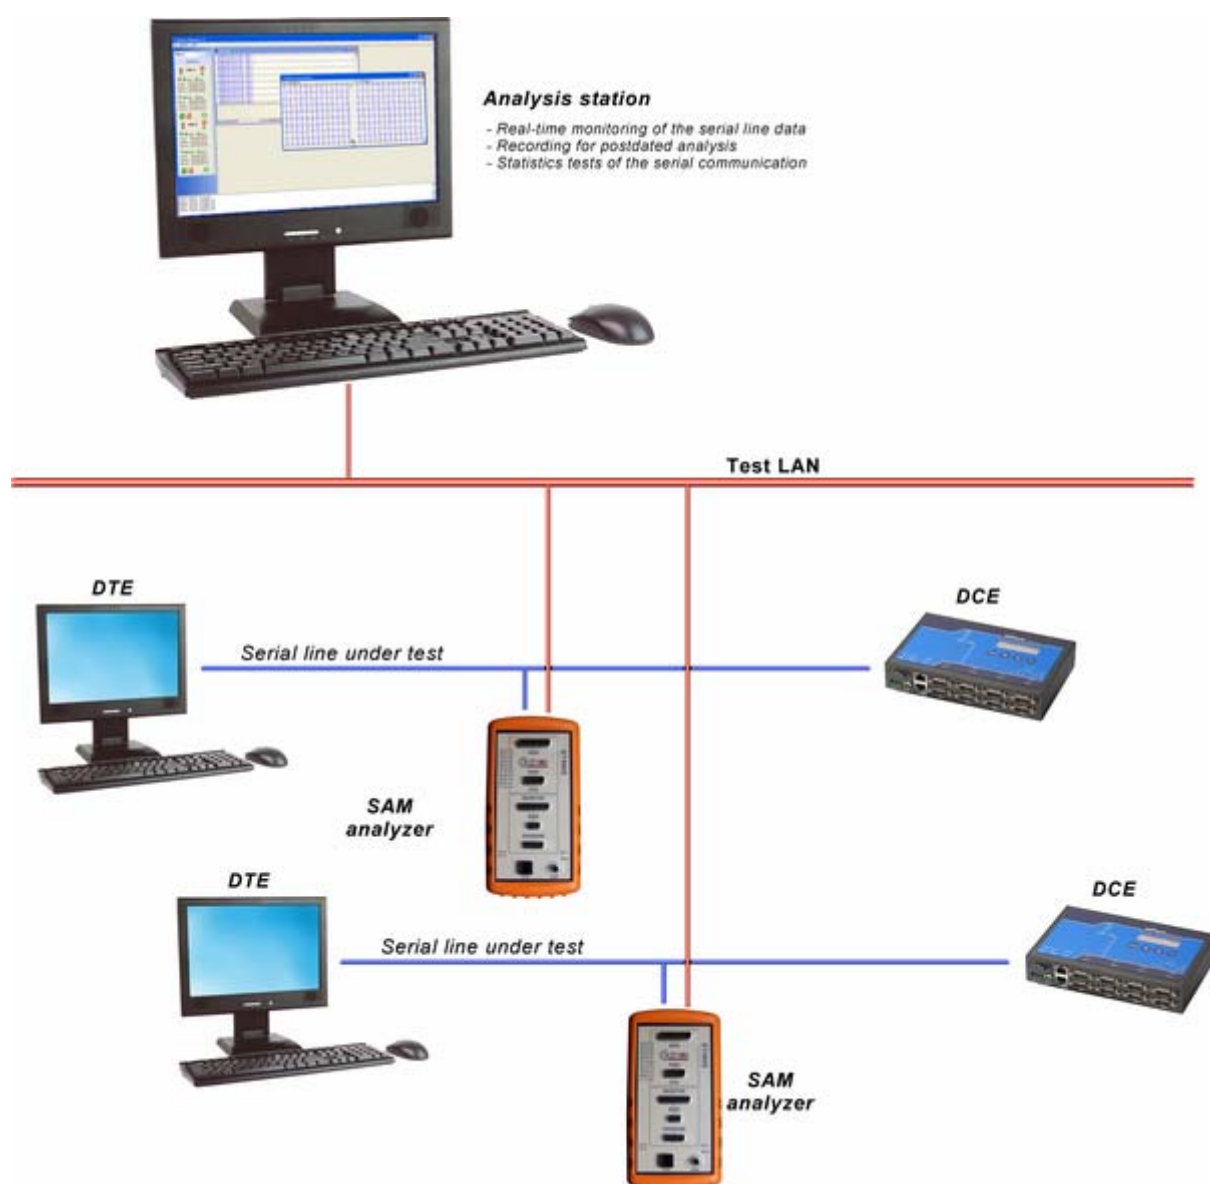 Analysis station
- Real-time monitoring of the serial line data
- Recording for postdated analysis
- Statistics tests of the serial communication
Test LAN
DTE
DCE
Serial line under test
SAM
analyzer
DTE
DCE
Serial line under test
SAM
analyzer